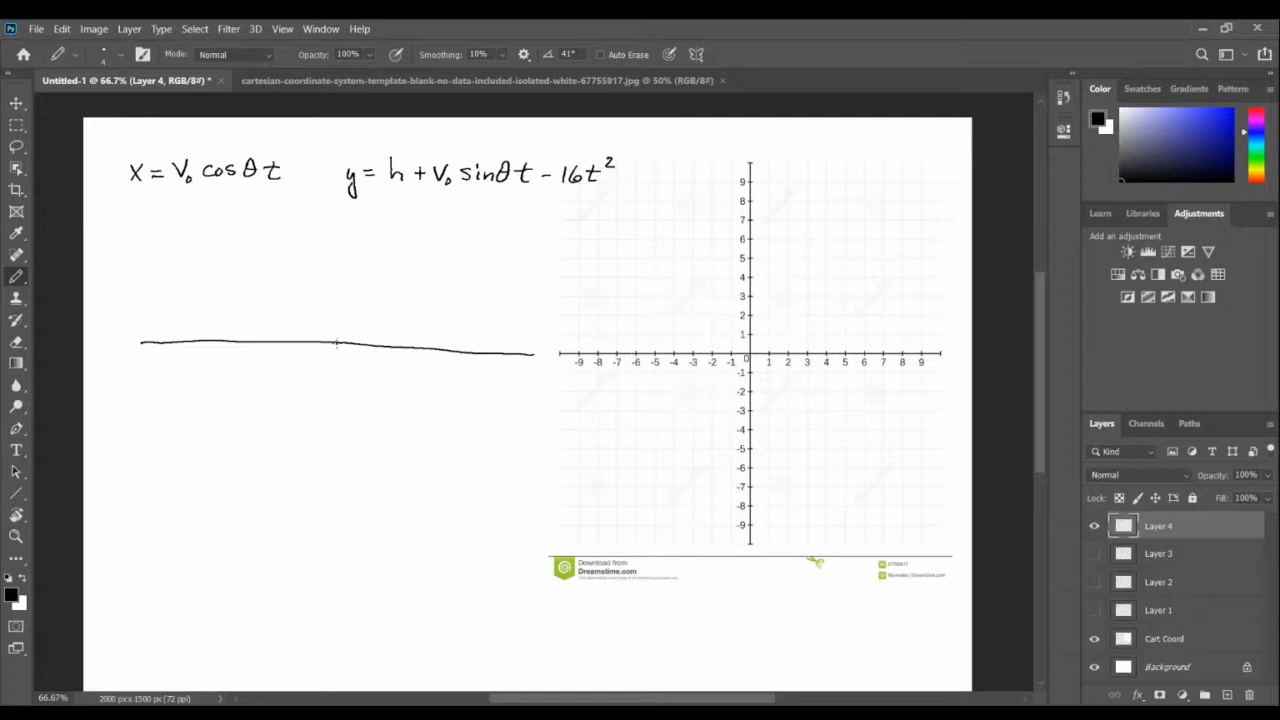 Ps File Edit Image Layer Type Select Filter 3D View Window Help
4 Mode: Normal Opacity: 100% Smoothing: 10% 41° Auto Erase
Untitled-1 @ 66.7% (Layer 4, RGB/8#) * × cartesian-coordinate-system-template-blank-no-data-included-isolated-white-67755917.jpg @ 50% (RGB/8#) ×
Color Swatches Gradients Patterns
x = V₀ cos θ t y = h + V₀ sin θ t - 16t²
9
8
7
6
5
4
3
2
1
-9 -8 -7 -6 -5 -4 -3 -2 -1 0 1 2 3 4 5 6 7 8 9
-1
-2
-3
-4
-5
-6
-7
-8
-9
Download from
Dreamstime.com
67755917
Learn Libraries Adjustments
Add an adjustment
Layers Channels Paths
Kind
Normal Opacity: 100%
Lock: Fill: 100%
Layer 4
Layer 3
Layer 2
Layer 1
Cart Coord
Background
fx
66.67% 2000 px x 1500 px (72 ppi)